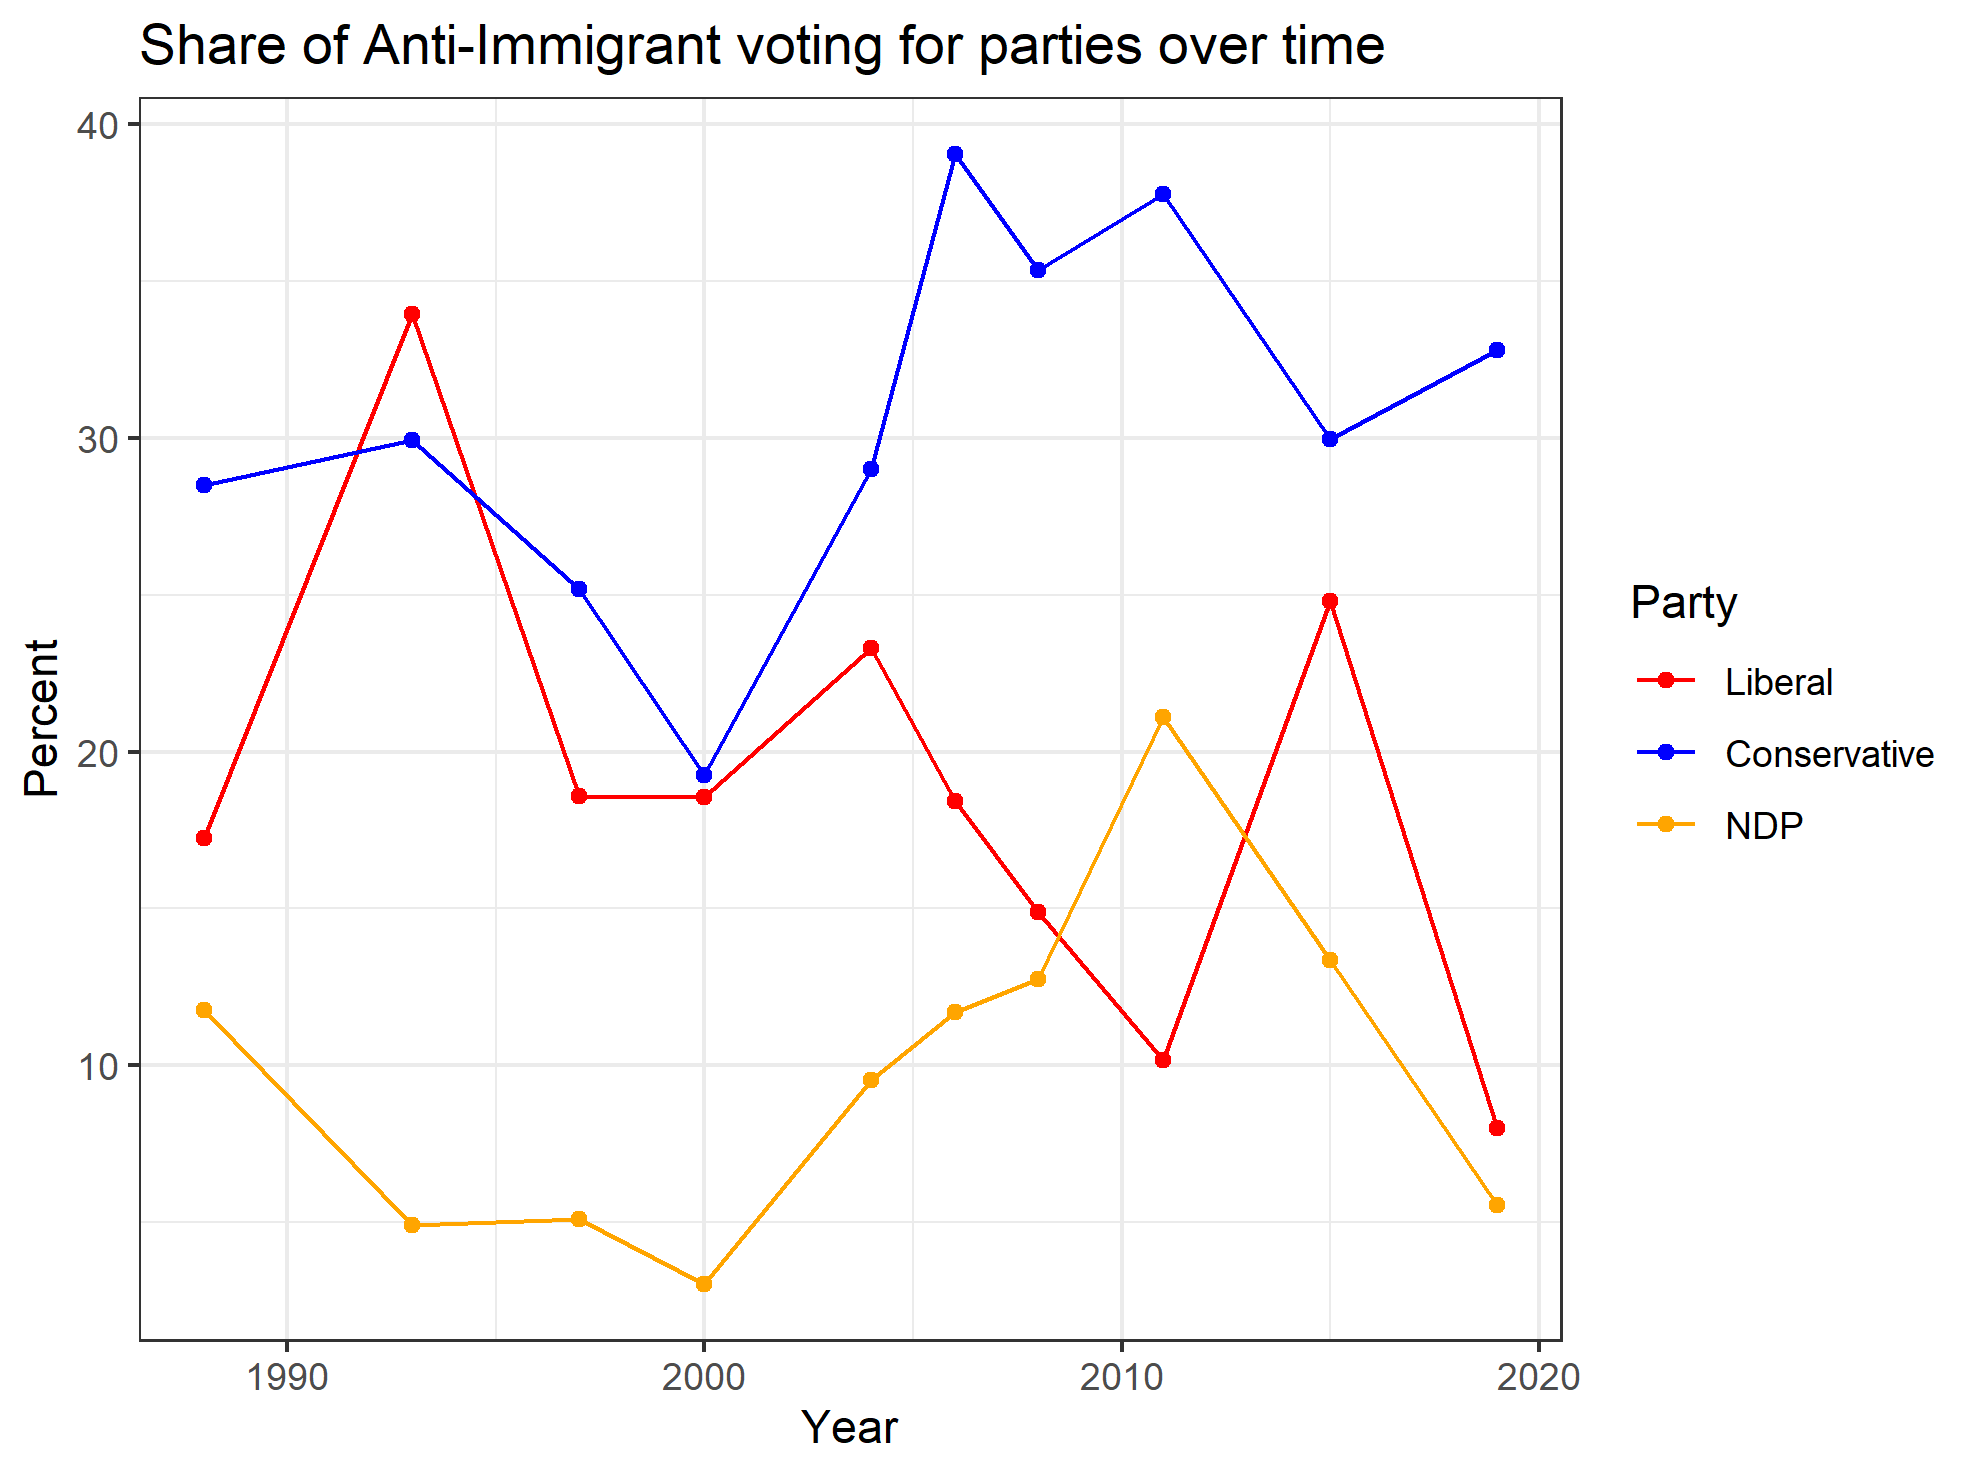 Share of Anti-Immigrant voting for parties over time
40
30
20
10
Percent
1990
2000
2010
2020
Year
Party
Liberal
Conservative
NDP